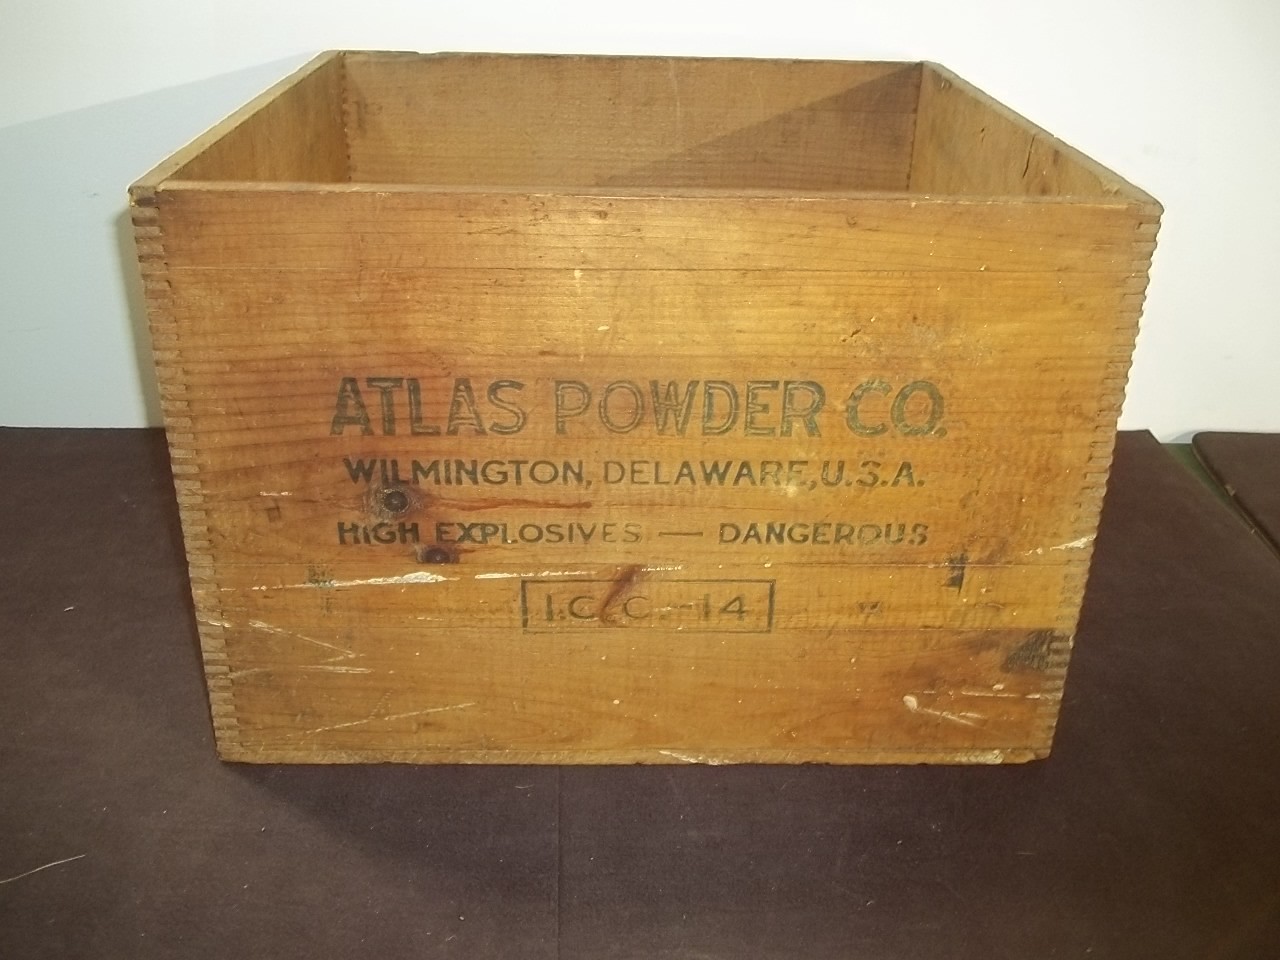 ATLAS POWDER CO.
WILMINGTON, DELAWARE, U.S.A.
HIGH EXPLOSIVES — DANGEROUS
I.C.C. -14